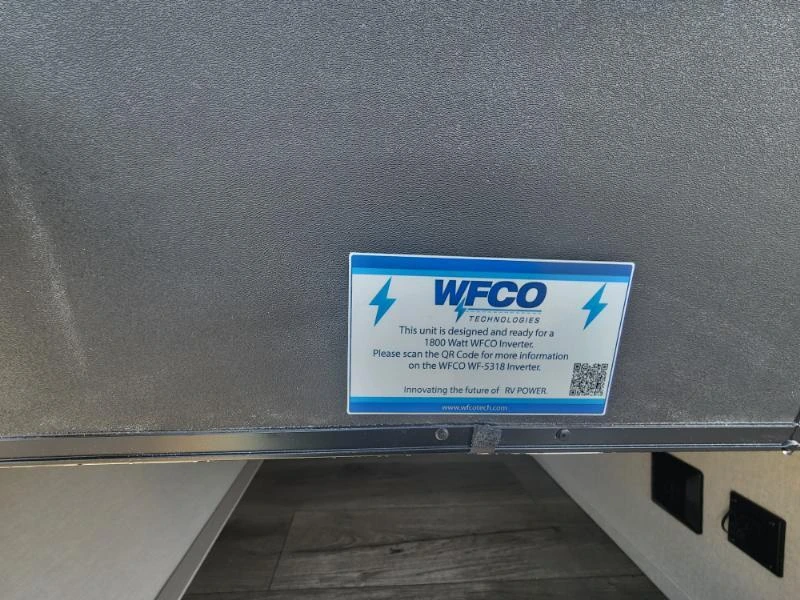 WFCO
TECHNOLOGIES
This unit is designed and ready for a
1800 Watt WFCO Inverter.
Please scan the QR Code for more information
on the WFCO WF-5318 Inverter.
Innovating the future of RV POWER.
www.wfcotech.com